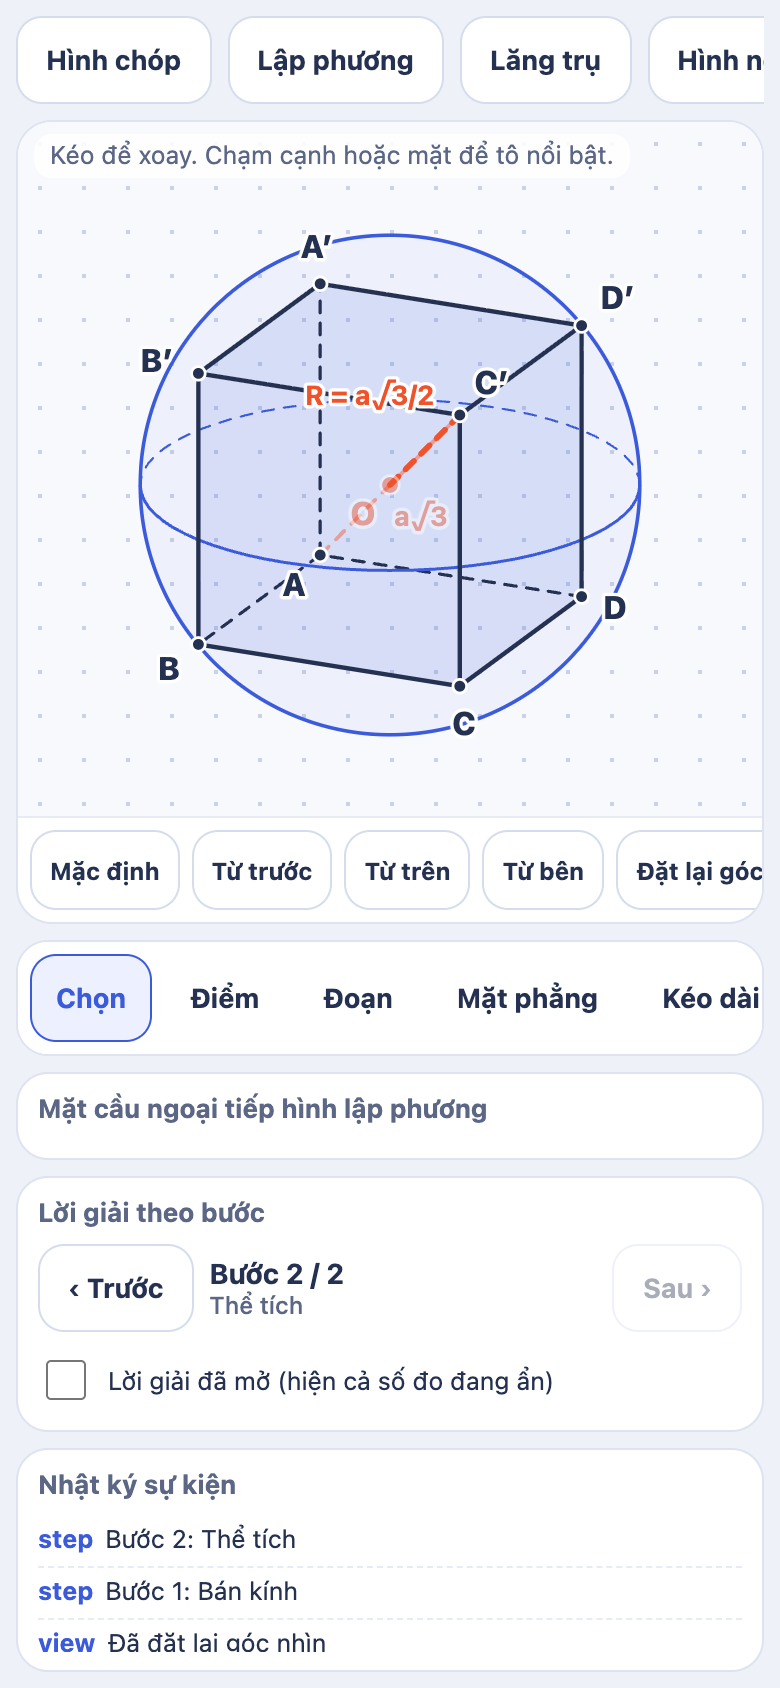 Hình chóp
Lập phương
Lăng trụ
Hình n
Kéo để xoay. Chạm cạnh hoặc mặt để tô nổi bật.
A′
D′
B′
C′
R = a√3/2
O
a√3
A
D
B
C
Mặc định
Từ trước
Từ trên
Từ bên
Đặt lại góc
Chọn
Điểm
Đoạn
Mặt phẳng
Kéo dài
Mặt cầu ngoại tiếp hình lập phương
Lời giải theo bước
‹ Trước
Bước 2 / 2
Thể tích
Sau ›
Lời giải đã mở (hiện cả số đo đang ẩn)
Nhật ký sự kiện
step Bước 2: Thể tích
step Bước 1: Bán kính
view Đã đặt lại góc nhìn